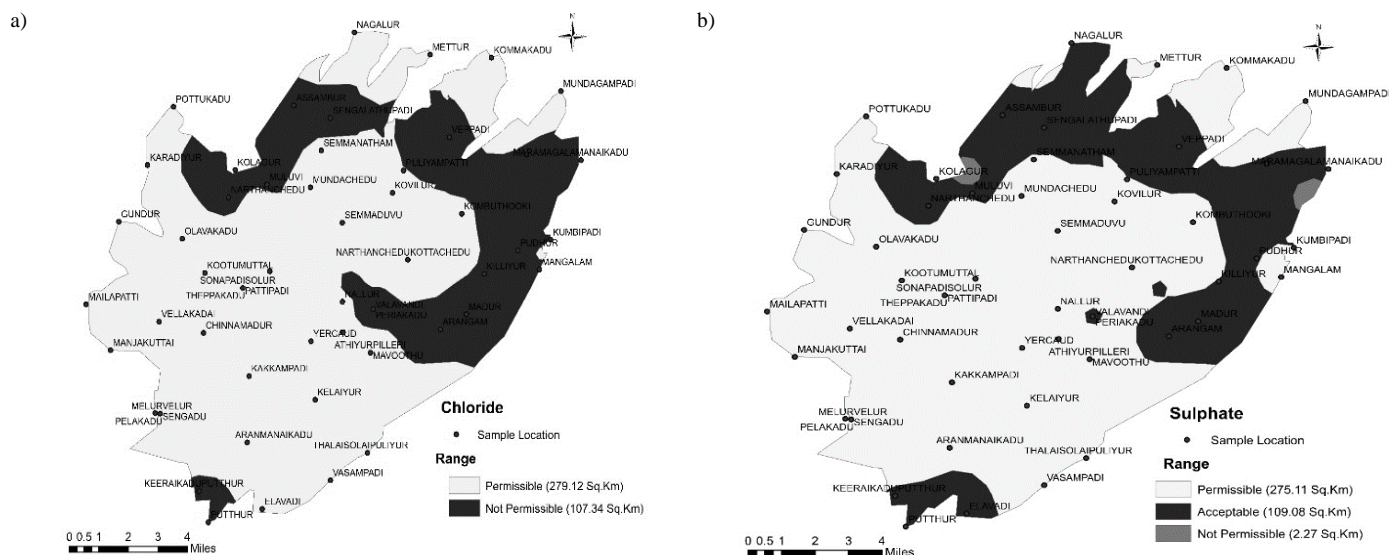 a)
N
NAGALUR
METTUR
KOMMAKADU
MUNDAGAMPADI
POTTUKADU
ASSAMBUR
SENGALATHUPADI
VEPPADI
SEMMANATHAM
MARAMAGALAMANAIKADU
KARADIYUR
KOLAGUR
PULIYAMPATTI
MULUVI
MUNDACHEDU
NARTHANCHEDU
KOVILUR
GUNDUR
SEMMADUVU
KOMBUTHOOKI
OLAVAKADU
KUMBIPADI
PUDHUR
NARTHANCHEDUKOTTACHEDU
MANGALAM
KOOTUMUTTAL
KILLIYUR
SONAPADISOLUR
THEPPAKADU
PATTIPADI
MAILAPATTI
NALLUR
VALAVANDI
PERIAKADU
MADUR
VELLAKADAI
CHINNAMADUR
ARANGAM
YERCAUD
MANJAKUTTAI
ATHIYURPILLERI
MAVOOTHU
KAKKAMPADI
KELAIYUR
MELURVELUR
PELAKADU
SENGADU
ARANMANAIKADU
THALAISOLAIPULIYUR
KEERAIKADUPUTTHUR
VASAMPADI
ELAVADI
PUTTHUR
Chloride
Sample Location
Range
Permissible (279.12 Sq.Km)
Not Permissible (107.34 Sq.Km)
0 0.5 1 2 3 4
Miles
b)
N
NAGALUR
METTUR
KOMMAKADU
MUNDAGAMPADI
POTTUKADU
ASSAMBUR
SENGALATHUPADI
VEPPADI
SEMMANATHAM
MARAMAGALAMANAIKADU
KARADIYUR
KOLAGUR
PULIYAMPATTI
MULUVI
MUNDACHEDU
NARTHANCHEDU
KOVILUR
GUNDUR
SEMMADUVU
KOMBUTHOOKI
OLAVAKADU
KUMBIPADI
PUDHUR
NARTHANCHEDUKOTTACHEDU
MANGALAM
KOOTUMUTTAL
KILLIYUR
SONAPADISOLUR
THEPPAKADU
PATTIPADI
MAILAPATTI
NALLUR
VALAVANDI
PERIAKADU
MADUR
VELLAKADAI
CHINNAMADUR
ARANGAM
YERCAUD
MANJAKUTTAI
ATHIYURPILLERI
MAVOOTHU
KAKKAMPADI
KELAIYUR
MELURVELUR
PELAKADU
SENGADU
ARANMANAIKADU
THALAISOLAIPULIYUR
KEERAIKADUPUTTHUR
VASAMPADI
ELAVADI
PUTTHUR
Sulphate
Sample Location
Range
Permissible (275.11 Sq.Km)
Acceptable (109.08 Sq.Km)
Not Permissible (2.27 Sq.Km)
0 0.5 1 2 3 4
Miles